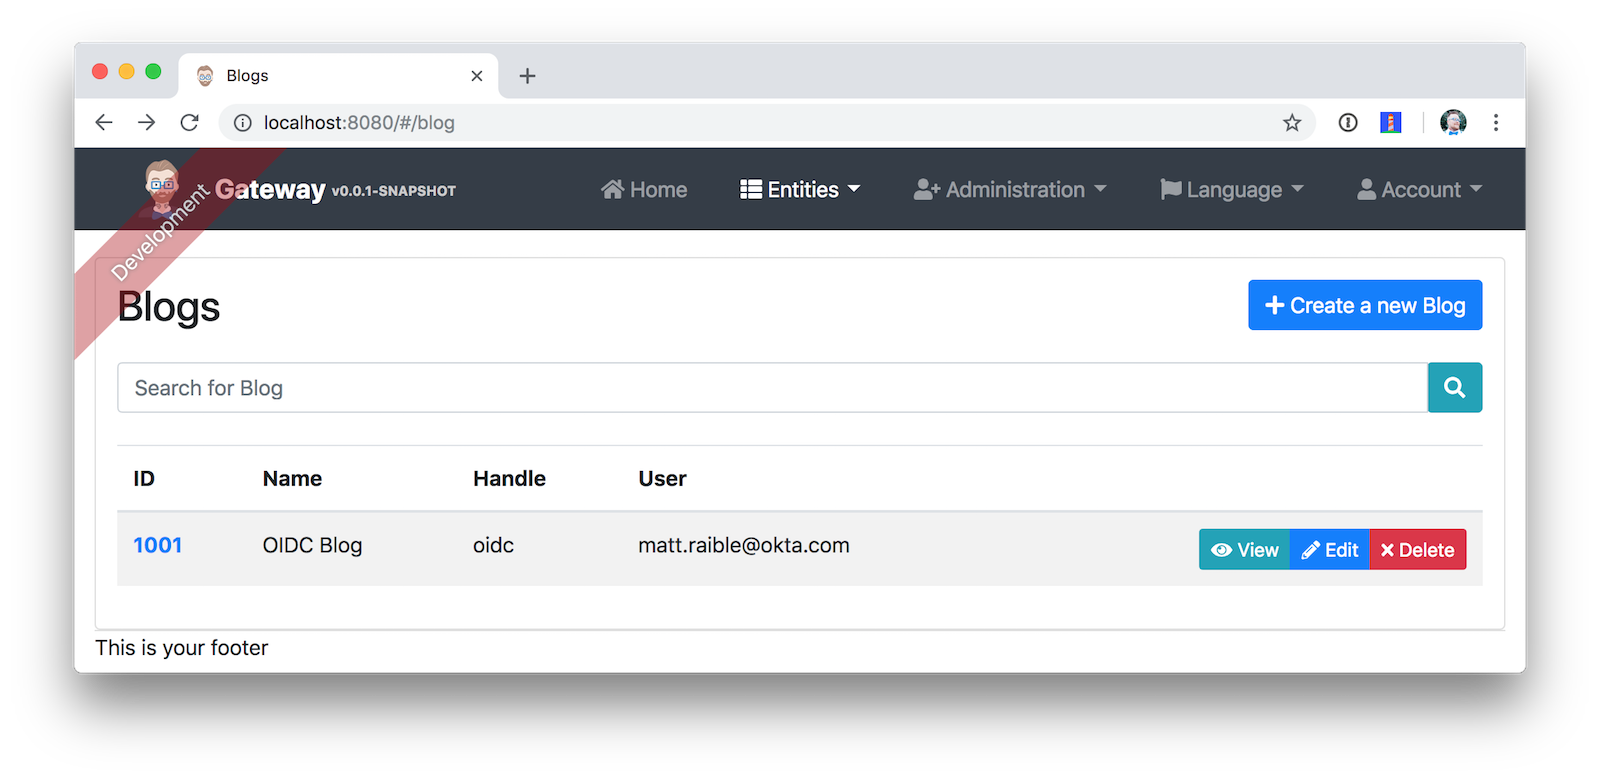 Blogs
localhost:8080/#/blog
Development
Gateway v0.0.1-SNAPSHOT Home Entities Administration Language Account
Blogs
Create a new Blog
Search for Blog
ID Name Handle User
1001 OIDC Blog oidc matt.raible@okta.com View Edit Delete
This is your footer